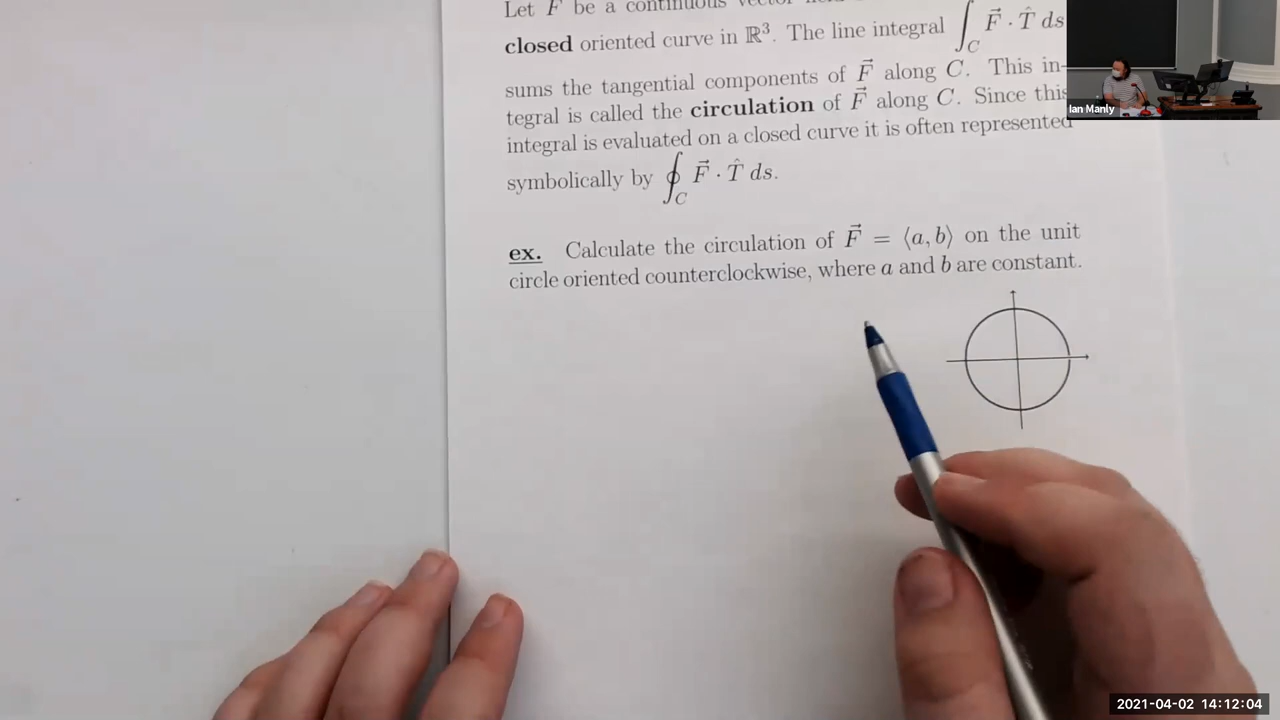 Let F⃗ be a continuous vector
closed oriented curve in ℝ³. The line integral ∫_C F⃗ · T̂ ds
sums the tangential components of F⃗ along C. This in-
tegral is called the circulation of F⃗ along C. Since this
integral is evaluated on a closed curve it is often represented
symbolically by ∮_C F⃗ · T̂ ds.
ex. Calculate the circulation of F⃗ = ⟨a, b⟩ on the unit
circle oriented counterclockwise, where a and b are constant.
Ian Manly
2021-04-02 14:12:04